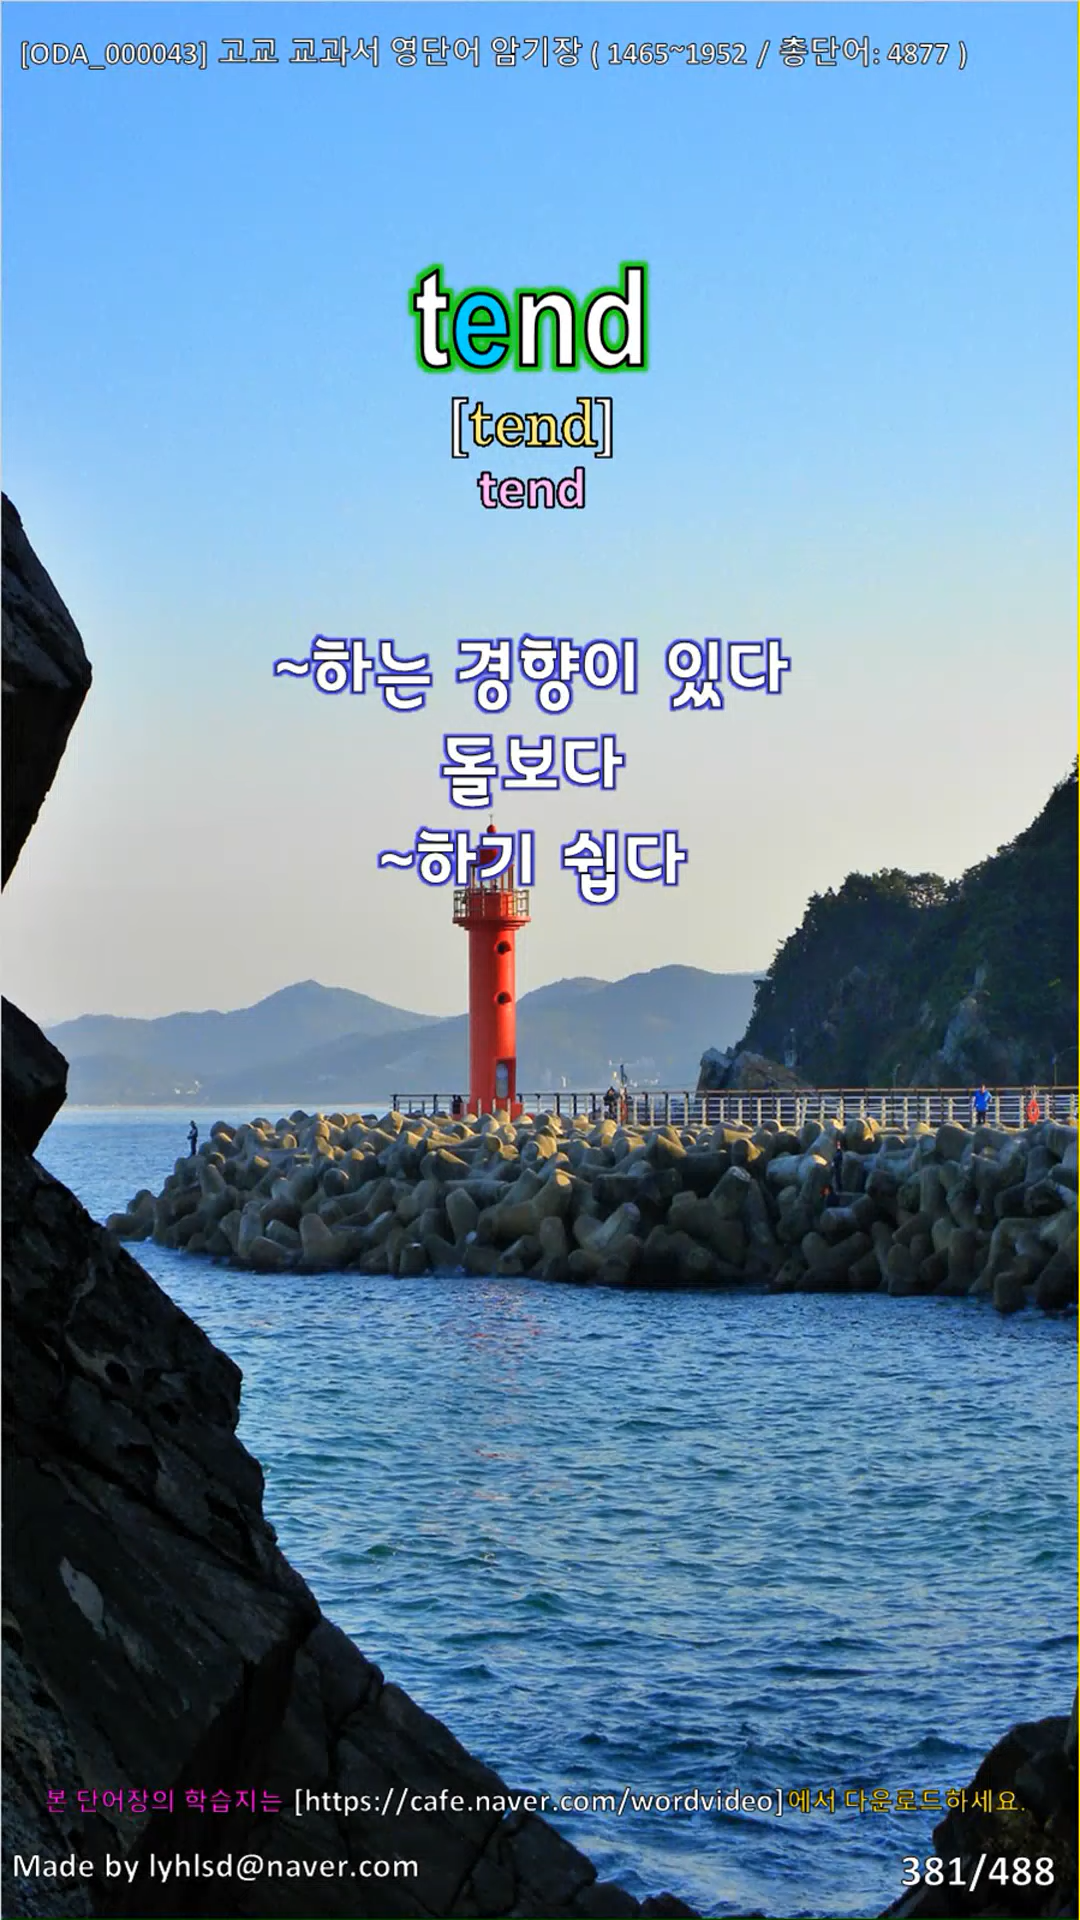 [ODA_000043] 고교 교과서 영단어 암기장 ( 1465~1952 / 총단어: 4877 )
tend
[tend]
tend
~하는 경향이 있다
돌보다
~하기 쉽다
본 단어장의 학습지는 [https://cafe.naver.com/wordvideo]에서 다운로드하세요.
Made by lyhlsd@naver.com
381/488